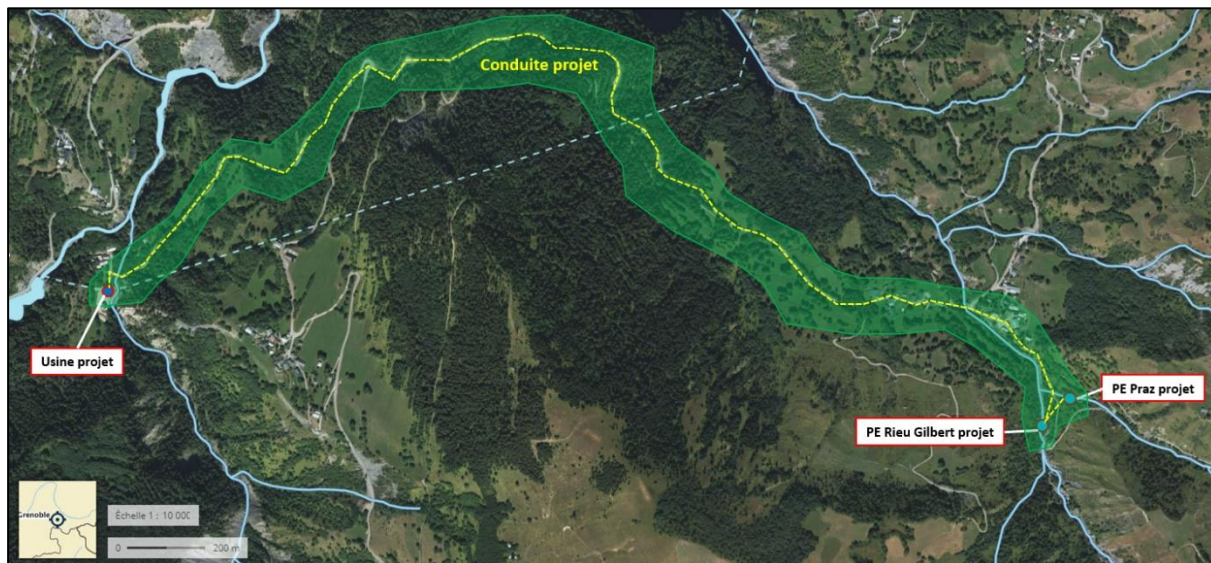 Conduite projet
Usine projet
PE Praz projet
PE Rieu Gilbert projet
Grenoble
Échelle 1 : 10 000
0 200 m